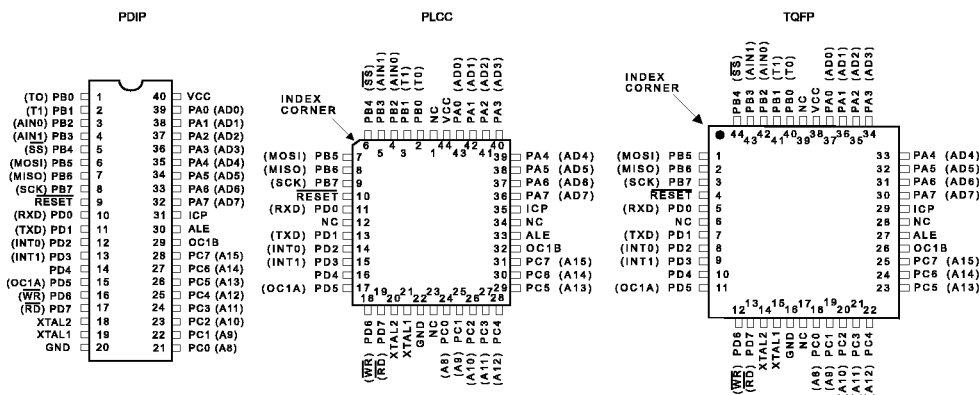 PDIP
(T0) PB0 1 40 VCC
(T1) PB1 2 39 PA0 (AD0)
(AIN0) PB2 3 38 PA1 (AD1)
(AIN1) PB3 4 37 PA2 (AD2)
(SS) PB4 5 36 PA3 (AD3)
(MOSI) PB5 6 35 PA4 (AD4)
(MISO) PB6 7 34 PA5 (AD5)
(SCK) PB7 8 33 PA6 (AD6)
RESET 9 32 PA7 (AD7)
(RXD) PD0 10 31 ICP
(TXD) PD1 11 30 ALE
(INT0) PD2 12 29 OC1B
(INT1) PD3 13 28 PC7 (A15)
PD4 14 27 PC6 (A14)
(OC1A) PD5 15 26 PC5 (A13)
(WR) PD6 16 25 PC4 (A12)
(RD) PD7 17 24 PC3 (A11)
XTAL2 18 23 PC2 (A10)
XTAL1 19 22 PC1 (A9)
GND 20 21 PC0 (A8)
PLCC
INDEX
CORNER
PB4 (SS)
PB3 (AIN1)
PB2 (AIN0)
PB1 (T1)
PB0 (T0)
NC
VCC
PA0 (AD0)
PA1 (AD1)
PA2 (AD2)
PA3 (AD3)
6 5 4 3 2 1 44 43 42 41 40
(MOSI) PB5 7 39 PA4 (AD4)
(MISO) PB6 8 38 PA5 (AD5)
(SCK) PB7 9 37 PA6 (AD6)
RESET 10 36 PA7 (AD7)
(RXD) PD0 11 35 ICP
NC 12 34 NC
(TXD) PD1 13 33 ALE
(INT0) PD2 14 32 OC1B
(INT1) PD3 15 31 PC7 (A15)
PD4 16 30 PC6 (A14)
(OC1A) PD5 17 29 PC5 (A13)
18 19 20 21 22 23 24 25 26 27 28
(WR) PD6
(RD) PD7
XTAL2
XTAL1
GND
NC
(A8) PC0
(A9) PC1
(A10) PC2
(A11) PC3
(A12) PC4
TQFP
INDEX
CORNER
PB4 (SS)
PB3 (AIN1)
PB2 (AIN0)
PB1 (T1)
PB0 (T0)
NC
VCC
PA0 (AD0)
PA1 (AD1)
PA2 (AD2)
PA3 (AD3)
44 43 42 41 40 39 38 37 36 35 34
(MOSI) PB5 1 33 PA4 (AD4)
(MISO) PB6 2 32 PA5 (AD5)
(SCK) PB7 3 31 PA6 (AD6)
RESET 4 30 PA7 (AD7)
(RXD) PD0 5 29 ICP
NC 6 28 NC
(TXD) PD1 7 27 ALE
(INT0) PD2 8 26 OC1B
(INT1) PD3 9 25 PC7 (A15)
PD4 10 24 PC6 (A14)
(OC1A) PD5 11 23 PC5 (A13)
12 13 14 15 16 17 18 19 20 21 22
(WR) PD6
(RD) PD7
XTAL2
XTAL1
GND
NC
(A8) PC0
(A9) PC1
(A10) PC2
(A11) PC3
(A12) PC4